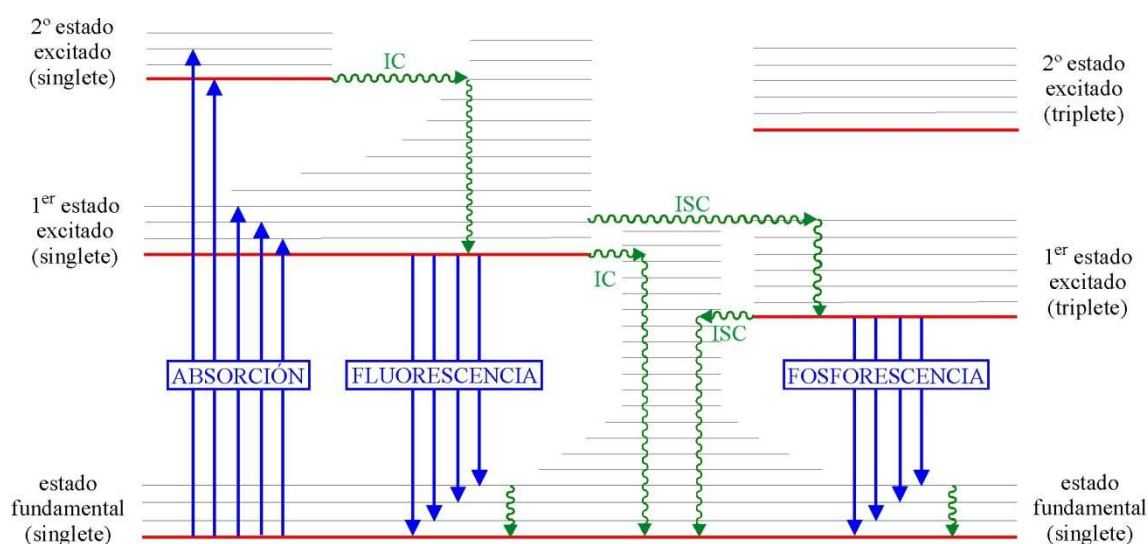 2º estado
excitado
(singlete)
IC
2º estado
excitado
(triplete)
1er estado
excitado
(singlete)
ISC
IC
1er estado
excitado
(triplete)
ISC
ABSORCIÓN
FLUORESCENCIA
FOSFORESCENCIA
estado
fundamental
(singlete)
estado
fundamental
(singlete)